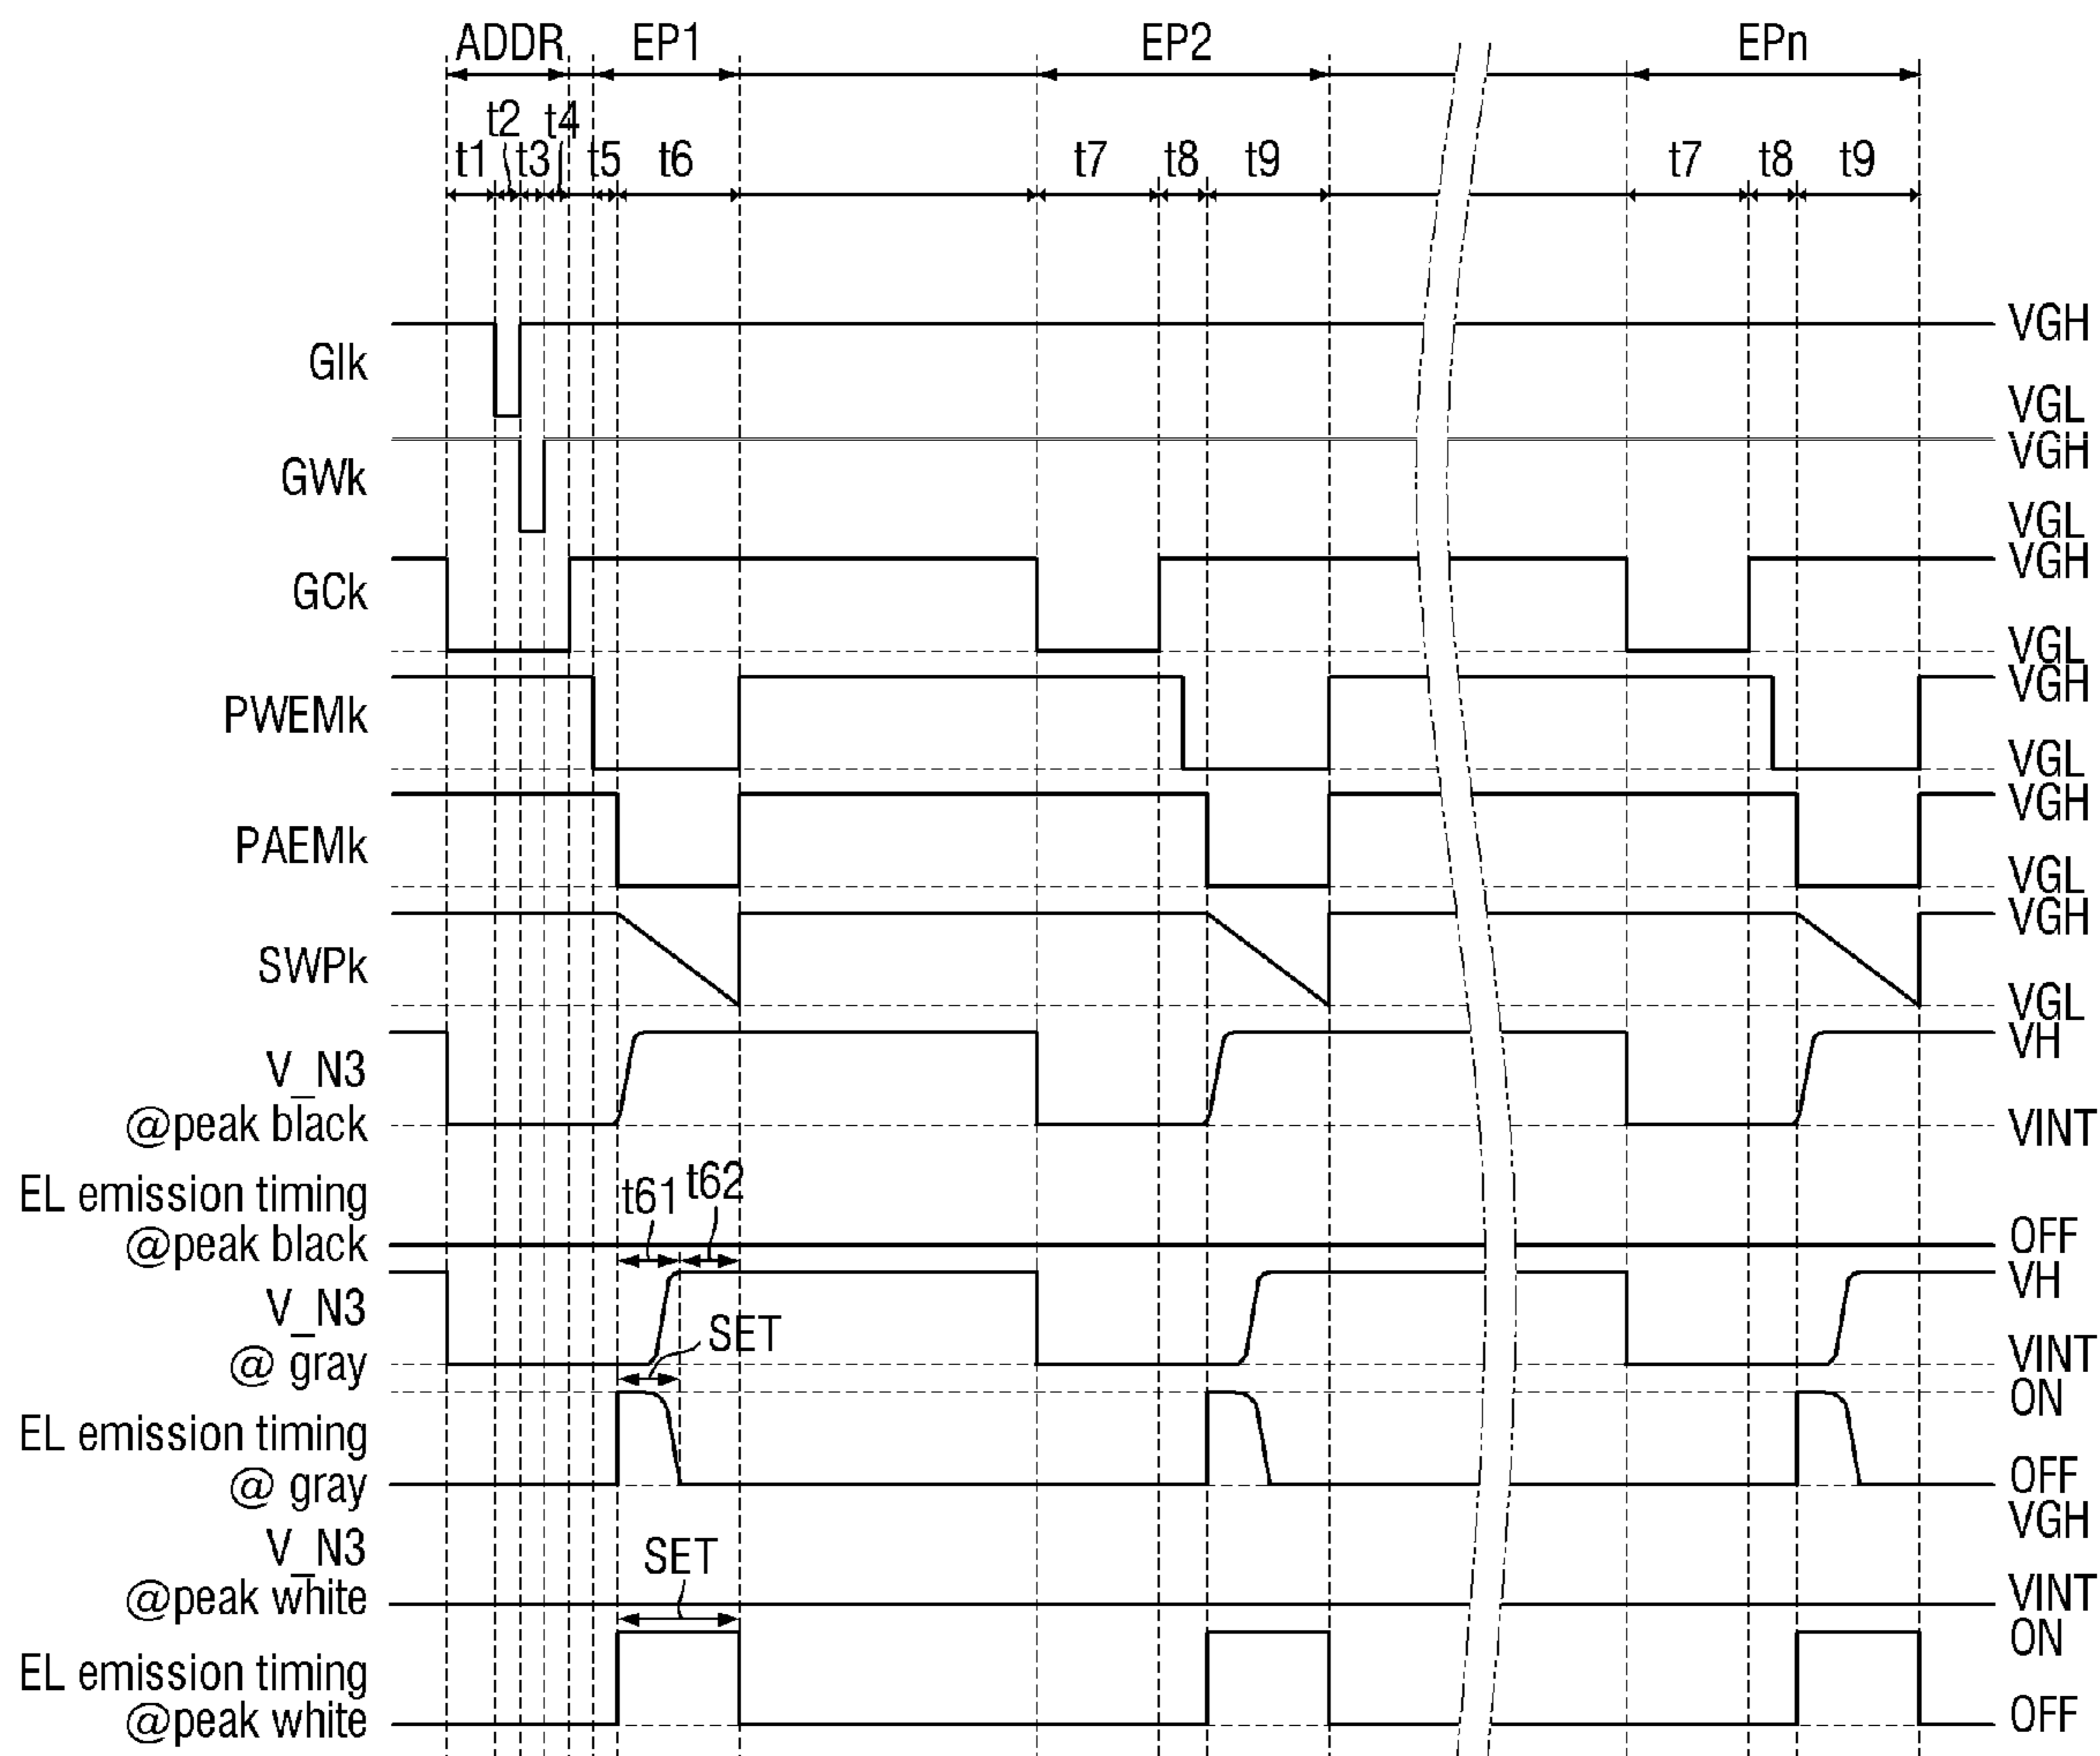 ADDR EP1 EP2 EPn
t2 t4
t1 t3 t5 t6 t7 t8 t9 t7 t8 t9
VGH
GIk
VGL
VGH
GWk
VGL
VGH
GCk
VGL
VGH
PWEMk
VGL
VGH
PAEMk
VGL
VGH
SWPk
VGL
VH
V_N3
@peak black
VINT
t61 t62
EL emission timing
@peak black
OFF
VH
V_N3
SET
@ gray
VINT
ON
EL emission timing
@ gray
OFF
VGH
V_N3
SET
@peak white
VINT
ON
EL emission timing
@peak white
OFF